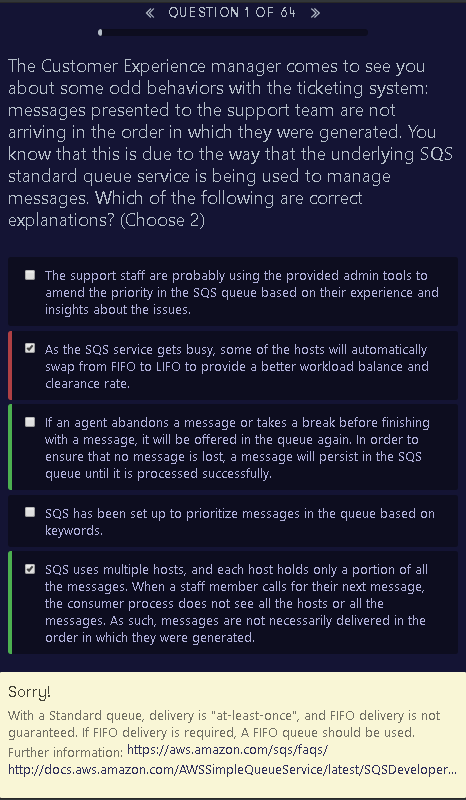 « QUESTION 1 OF 64 »
The Customer Experience manager comes to see you
about some odd behaviors with the ticketing system:
messages presented to the support team are not
arriving in the order in which they were generated. You
know that this is due to the way that the underlying SQS
standard queue service is being used to manage
messages. Which of the following are correct
explanations? (Choose 2)
The support staff are probably using the provided admin tools to
amend the priority in the SQS queue based on their experience and
insights about the issues.
As the SQS service gets busy, some of the hosts will automatically
swap from FIFO to LIFO to provide a better workload balance and
clearance rate.
If an agent abandons a message or takes a break before finishing
with a message, it will be offered in the queue again. In order to
ensure that no message is lost, a message will persist in the SQS
queue until it is processed successfully.
SQS has been set up to prioritize messages in the queue based on
keywords.
SQS uses multiple hosts, and each host holds only a portion of all
the messages. When a staff member calls for their next message,
the consumer process does not see all the hosts or all the
messages. As such, messages are not necessarily delivered in the
order in which they were generated.
Sorry!
With a Standard queue, delivery is "at-least-once", and FIFO delivery is not
guaranteed. If FIFO delivery is required, A FIFO queue should be used.
Further information: https://aws.amazon.com/sqs/faqs/
http://docs.aws.amazon.com/AWSSimpleQueueService/latest/SQSDeveloper...